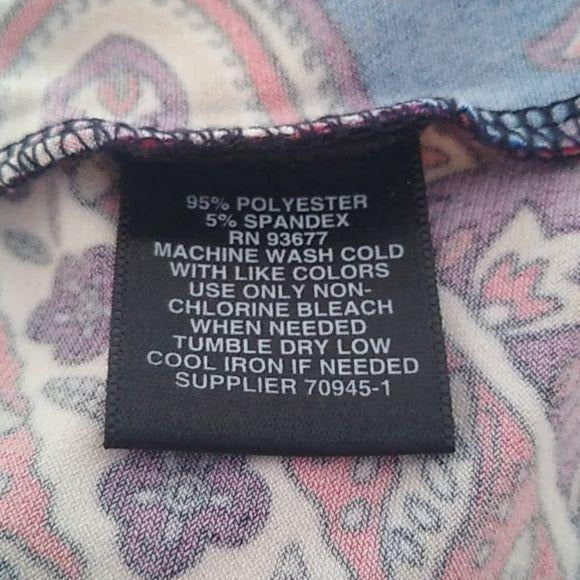 95% POLYESTER
5% SPANDEX
RN 93677
MACHINE WASH COLD
WITH LIKE COLORS
USE ONLY NON-
CHLORINE BLEACH
WHEN NEEDED
TUMBLE DRY LOW
COOL IRON IF NEEDED
SUPPLIER 70945-1